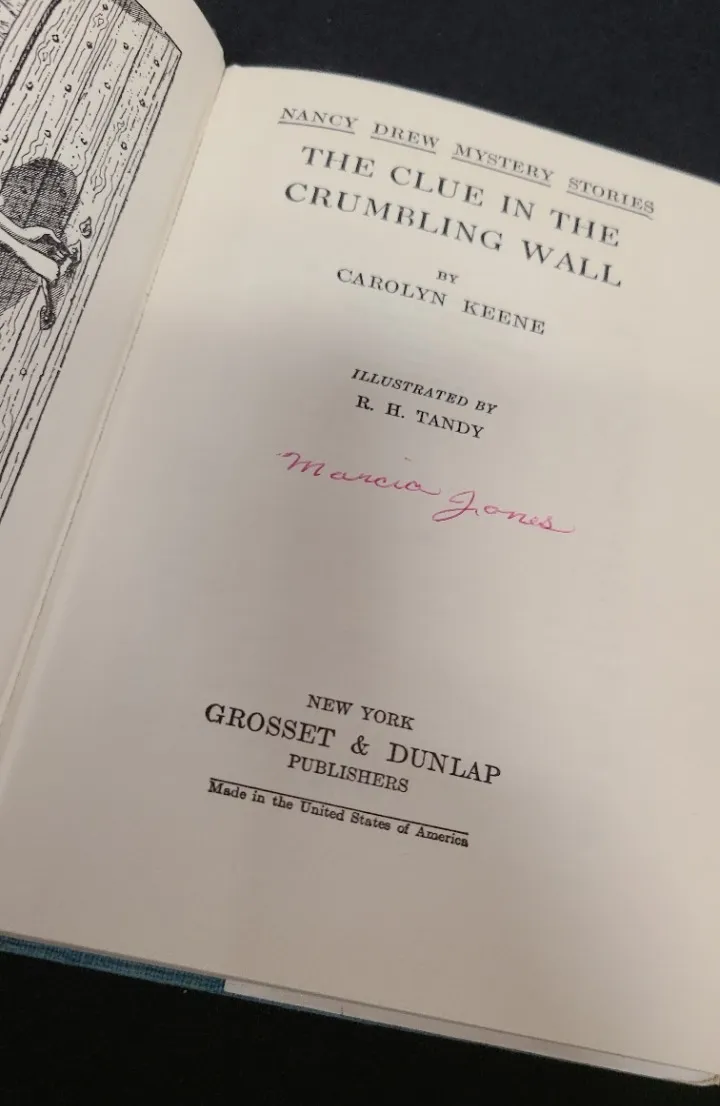 NANCY DREW MYSTERY STORIES
THE CLUE IN THE
CRUMBLING WALL
BY
CAROLYN KEENE
ILLUSTRATED BY
R. H. TANDY
Marcia Jones
NEW YORK
GROSSET & DUNLAP
PUBLISHERS
Made in the United States of America